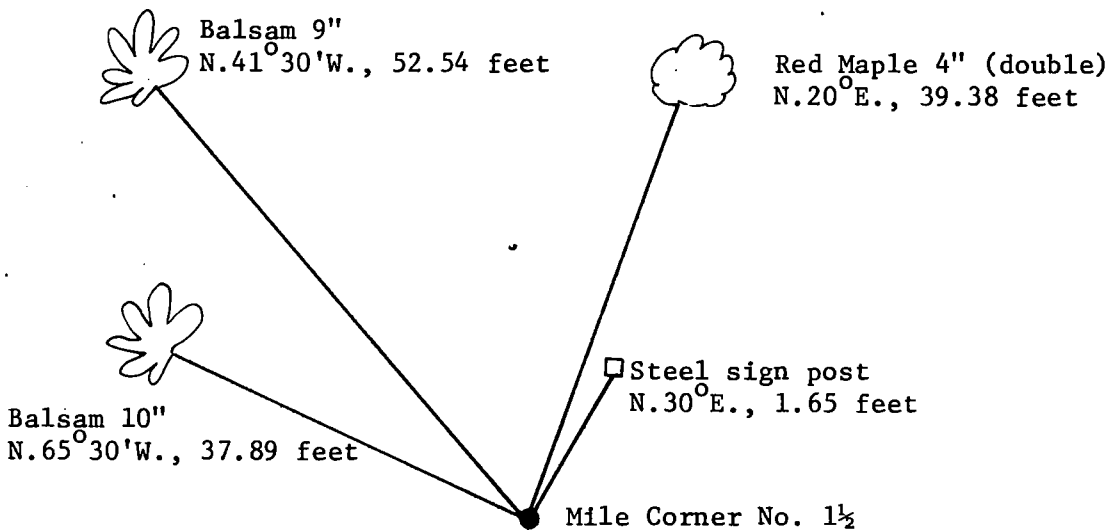 Balsam 9"
N.41°30'W., 52.54 feet
Red Maple 4" (double)
N.20°E., 39.38 feet
Steel sign post
N.30°E., 1.65 feet
Balsam 10"
N.65°30'W., 37.89 feet
Mile Corner No. 1½